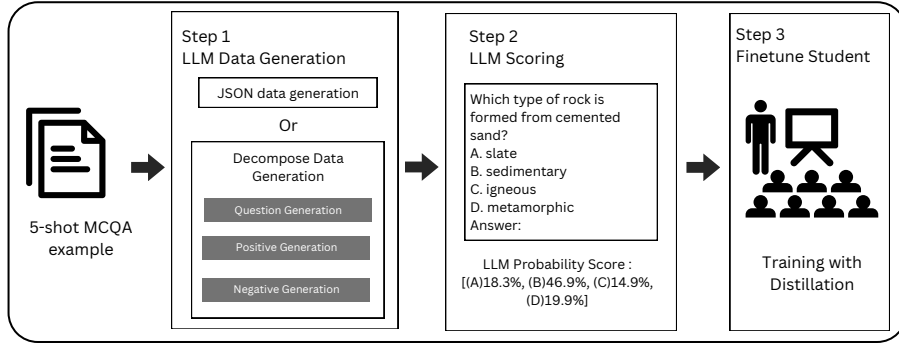 5-shot MCQA
example
Step 1
LLM Data Generation
JSON data generation
Or
Decompose Data
Generation
Question Generation
Positive Generation
Negative Generation
Step 2
LLM Scoring
Which type of rock is
formed from cemented
sand?
A. slate
B. sedimentary
C. igneous
D. metamorphic
Answer:
LLM Probability Score :
[(A)18.3%, (B)46.9%, (C)14.9%,
(D)19.9%]
Step 3
Finetune Student
Training with
Distillation